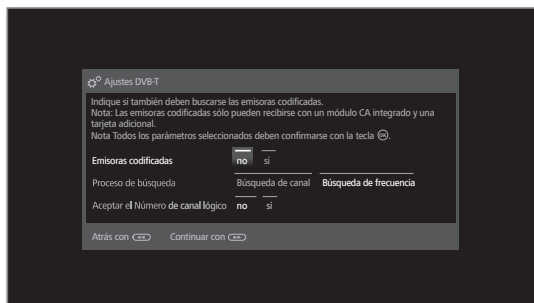 Ajustes DVB-T
Indique si también deben buscarse las emisoras codificadas.
Nota: Las emisoras codificadas sólo pueden recibirse con un módulo CA integrado y una
tarjeta adicional.
Nota Todos los parámetros seleccionados deben confirmarse con la tecla OK.
Emisoras codificadas no sí
Proceso de búsqueda Búsqueda de canal Búsqueda de frecuencia
Aceptar el Número de canal lógico no sí
Atrás con Continuar con